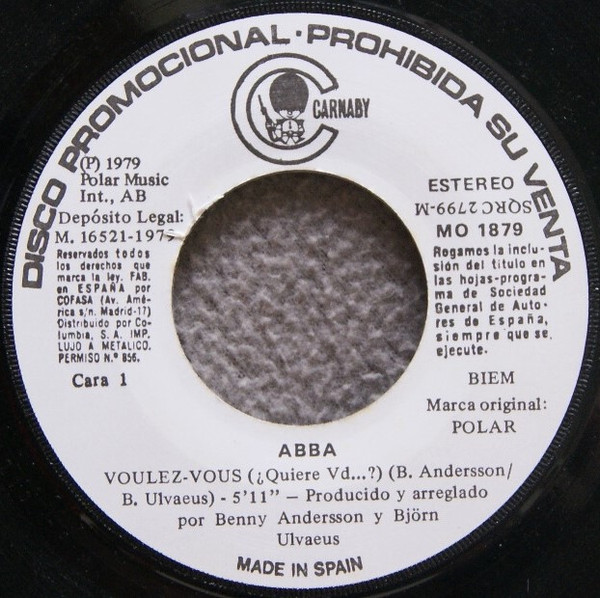 DISCO PROMOCIONAL · PROHIBIDA SU VENTA
CARNABY
(P) 1979
Polar Music
Int., AB
Depósito Legal:
M. 16521-197
Reservados todos
los derechos que
marca la ley. FAB.
en ESPAÑA por
COFASA (Av. Amé-
rica s/n. Madrid-17)
Distribuido por Co-
lumbia, S. A. IMP.
LUJO A METALICO.
PERMISO N.º 856.
Cara 1
ESTEREO
SQRC2799-M
MO 1879
Rogamos la inclu-
sión del título en
las hojas-progra-
ma de Sociedad
General de Auto-
res de España,
siempre que se
ejecute.
BIEM
Marca original:
POLAR
ABBA
VOULEZ-VOUS (¿Quiere Vd...?) (B. Andersson/
B. Ulvaeus) - 5'11" — Producido y arreglado
por Benny Andersson y Björn
Ulvaeus
MADE IN SPAIN